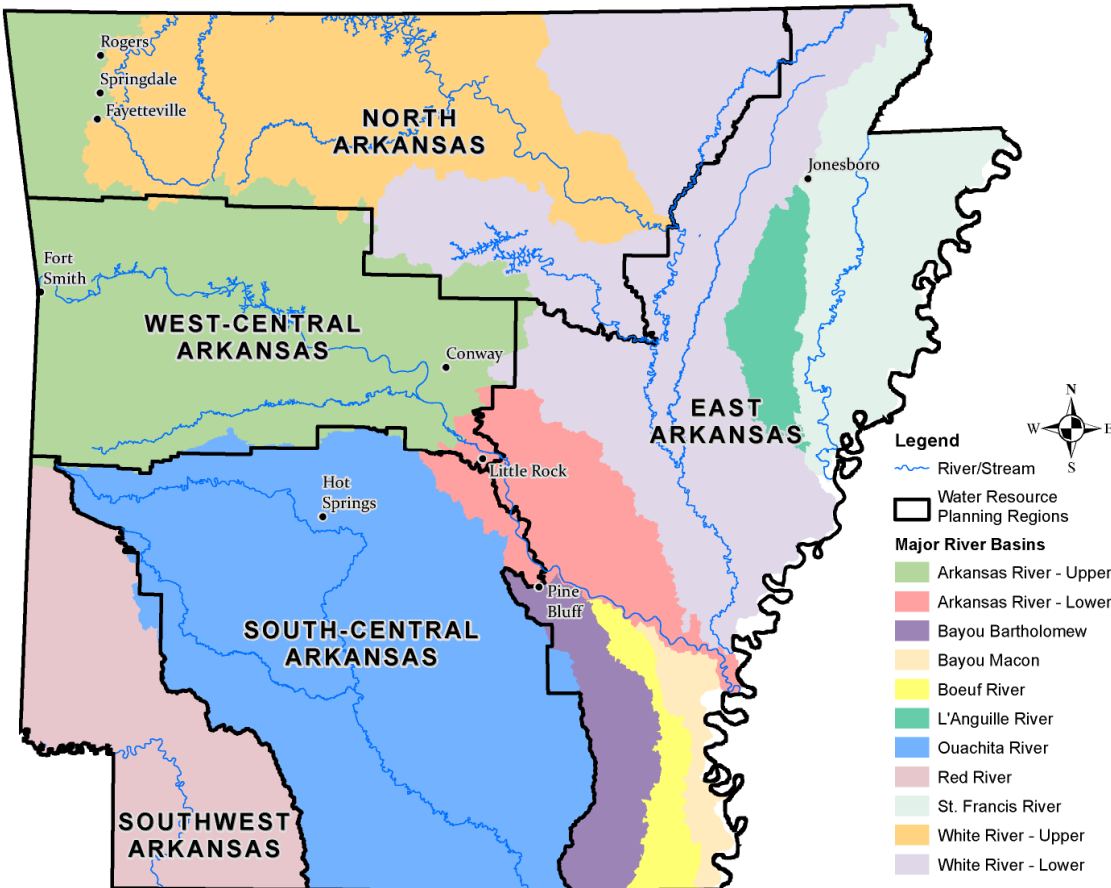 Rogers
Springdale
Fayetteville
NORTH
ARKANSAS
Jonesboro
Fort
Smith
WEST-CENTRAL
ARKANSAS
Conway
EAST
ARKANSAS
Little Rock
Hot
Springs
Pine
Bluff
SOUTH-CENTRAL
ARKANSAS
SOUTHWEST
ARKANSAS
N
W
E
S
Legend
River/Stream
Water Resource
Planning Regions
Major River Basins
Arkansas River - Upper
Arkansas River - Lower
Bayou Bartholomew
Bayou Macon
Boeuf River
L'Anguille River
Ouachita River
Red River
St. Francis River
White River - Upper
White River - Lower